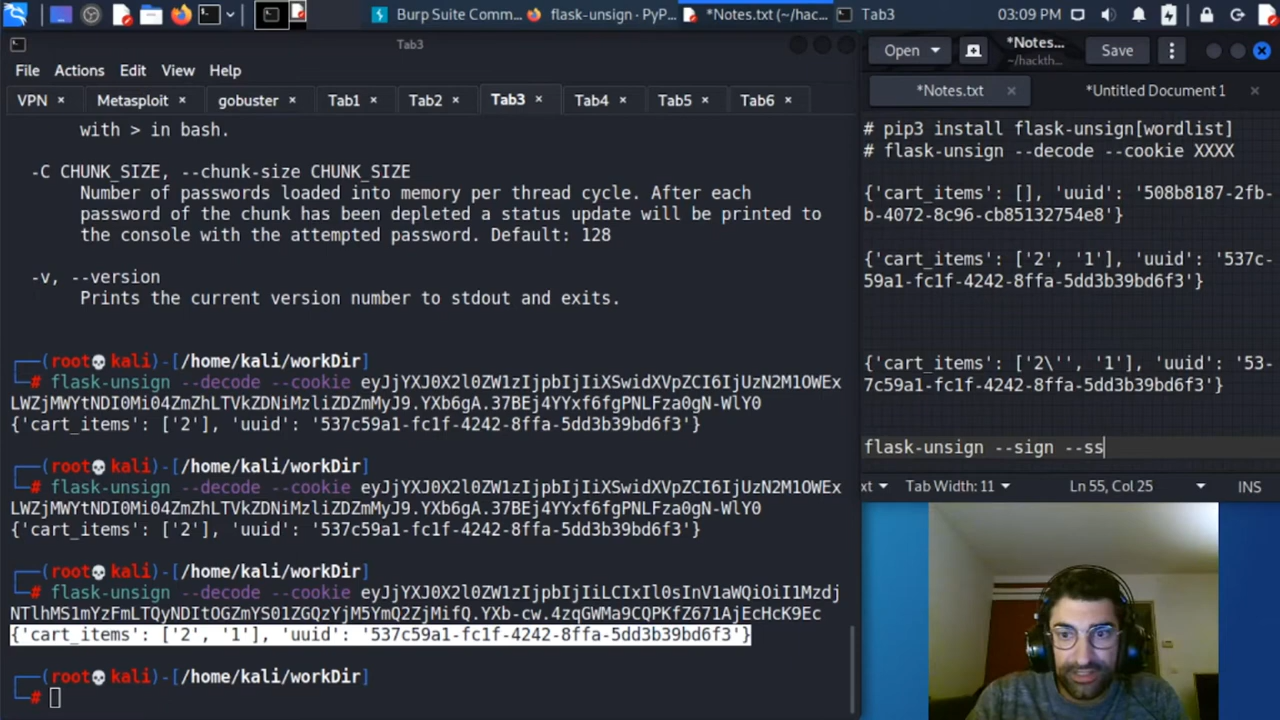 Burp Suite Comm...
flask-unsign · PyP...
*Notes.txt (~/hac...
Tab3
03:09 PM
Tab3
File Actions Edit View Help
VPN × Metasploit × gobuster × Tab1 × Tab2 × Tab3 × Tab4 × Tab5 × Tab6 ×
with > in bash.
-C CHUNK_SIZE, --chunk-size CHUNK_SIZE
Number of passwords loaded into memory per thread cycle. After each
password of the chunk has been depleted a status update will be printed to
the console with the attempted password. Default: 128
-v, --version
Prints the current version number to stdout and exits.
(root💀kali)-[/home/kali/workDir]
# flask-unsign --decode --cookie eyJjYXJ0X2l0ZW1zIjpbIjIiXSwidXVpZCI6IjUzN2M1OWEx
LWZjMWYtNDI0Mi04ZmZhLTVkZDNiMzliZDZmMyJ9.YXb6gA.37BEj4YYxf6fgPNLFza0gN-WlY0
{'cart_items': ['2'], 'uuid': '537c59a1-fc1f-4242-8ffa-5dd3b39bd6f3'}
(root💀kali)-[/home/kali/workDir]
# flask-unsign --decode --cookie eyJjYXJ0X2l0ZW1zIjpbIjIiXSwidXVpZCI6IjUzN2M1OWEx
LWZjMWYtNDI0Mi04ZmZhLTVkZDNiMzliZDZmMyJ9.YXb6gA.37BEj4YYxf6fgPNLFza0gN-WlY0
{'cart_items': ['2'], 'uuid': '537c59a1-fc1f-4242-8ffa-5dd3b39bd6f3'}
(root💀kali)-[/home/kali/workDir]
# flask-unsign --decode --cookie eyJjYXJ0X2l0ZW1zIjpbIjIiLCIxIl0sInV1aWQiOiI1Mzdj
NTlhMS1mYzFmLTQyNDItOGZmYS01ZGQzYjM5YmQ2ZjMifQ.YXb-cw.4zqGWMa9CQPKfZ671AjEcHcK9Ec
{'cart_items': ['2', '1'], 'uuid': '537c59a1-fc1f-4242-8ffa-5dd3b39bd6f3'}
(root💀kali)-[/home/kali/workDir]
#
Open
*Notes...
~/hackth...
Save
*Notes.txt × *Untitled Document 1 ×
# pip3 install flask-unsign[wordlist]
# flask-unsign --decode --cookie XXXX
{'cart_items': [], 'uuid': '508b8187-2fb-
b-4072-8c96-cb85132754e8'}
{'cart_items': ['2', '1'], 'uuid': '537c-
59a1-fc1f-4242-8ffa-5dd3b39bd6f3'}
{'cart_items': ['2\'', '1'], 'uuid': '53-
7c59a1-fc1f-4242-8ffa-5dd3b39bd6f3'}
flask-unsign --sign --ss
xt Tab Width: 11 Ln 55, Col 25 INS